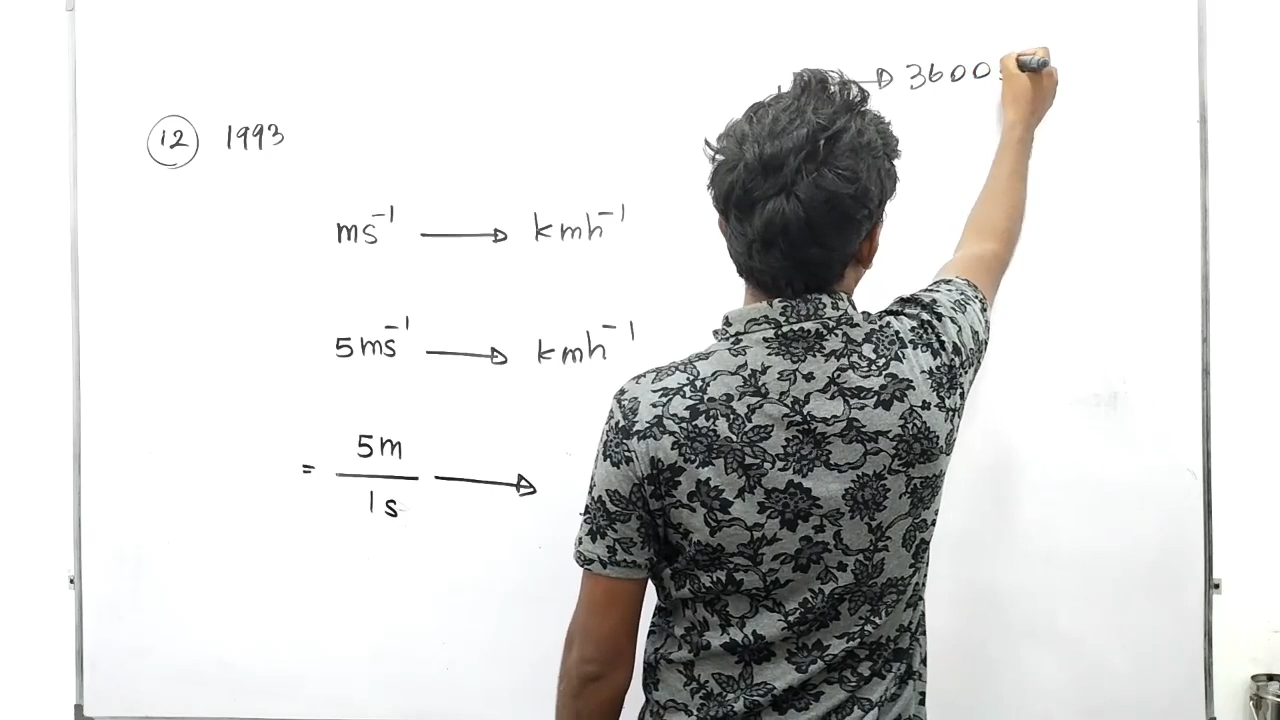 → 3600
12 1993
ms⁻¹ → kmh⁻¹
5ms⁻¹ → kmh⁻¹
= 5m →
1s